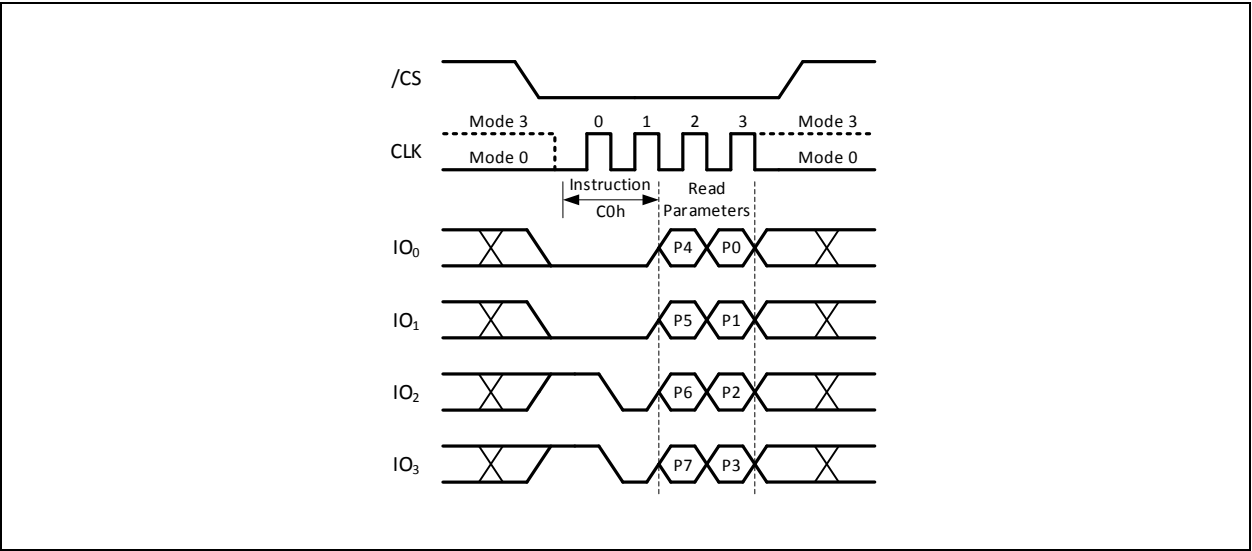 /CS
Mode 3 0 1 2 3 Mode 3
CLK
Mode 0 Mode 0
Instruction Read
C0h Parameters
IO₀ P4 P0
IO₁ P5 P1
IO₂ P6 P2
IO₃ P7 P3